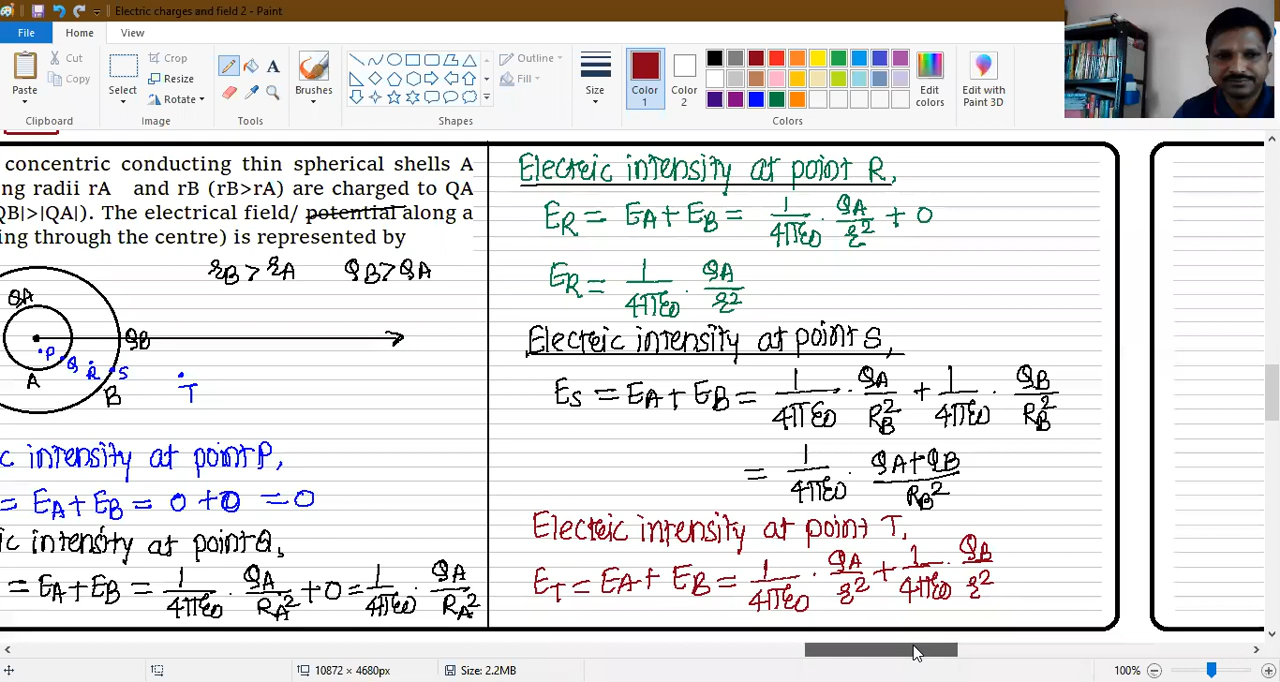 Electric charges and field 2 - Paint
File Home View
Paste Cut Copy Clipboard
Select Crop Resize Rotate Image
Tools
Brushes
Outline Fill Shapes
Size
Color 1 Color 2
Edit colors
Colors
Edit with Paint 3D
concentric conducting thin spherical shells A
ng radii rA and rB (rB>rA) are charged to QA
QB|>|QA|). The electrical field/ potential along a
ing through the centre) is represented by
rB > rA QB > QA
QA
QB
P Q R S T
A B
c intensity at point P,
= EA + EB = 0 + 0 = 0
ic intensity at point Q,
= EA + EB = 1/4πε0 · QA/RA² + 0 = 1/4πε0 · QA/RA²
Electric intensity at point R,
ER = EA + EB = 1/4πε0 · QA/r² + 0
ER = 1/4πε0 · QA/r²
Electric intensity at point S,
ES = EA + EB = 1/4πε0 · QA/RB² + 1/4πε0 · QB/RB²
= 1/4πε0 · QA+QB/RB²
Electric intensity at point T,
ET = EA + EB = 1/4πε0 · QA/r² + 1/4πε0 · QB/r²
10872 × 4680px Size: 2.2MB 100%